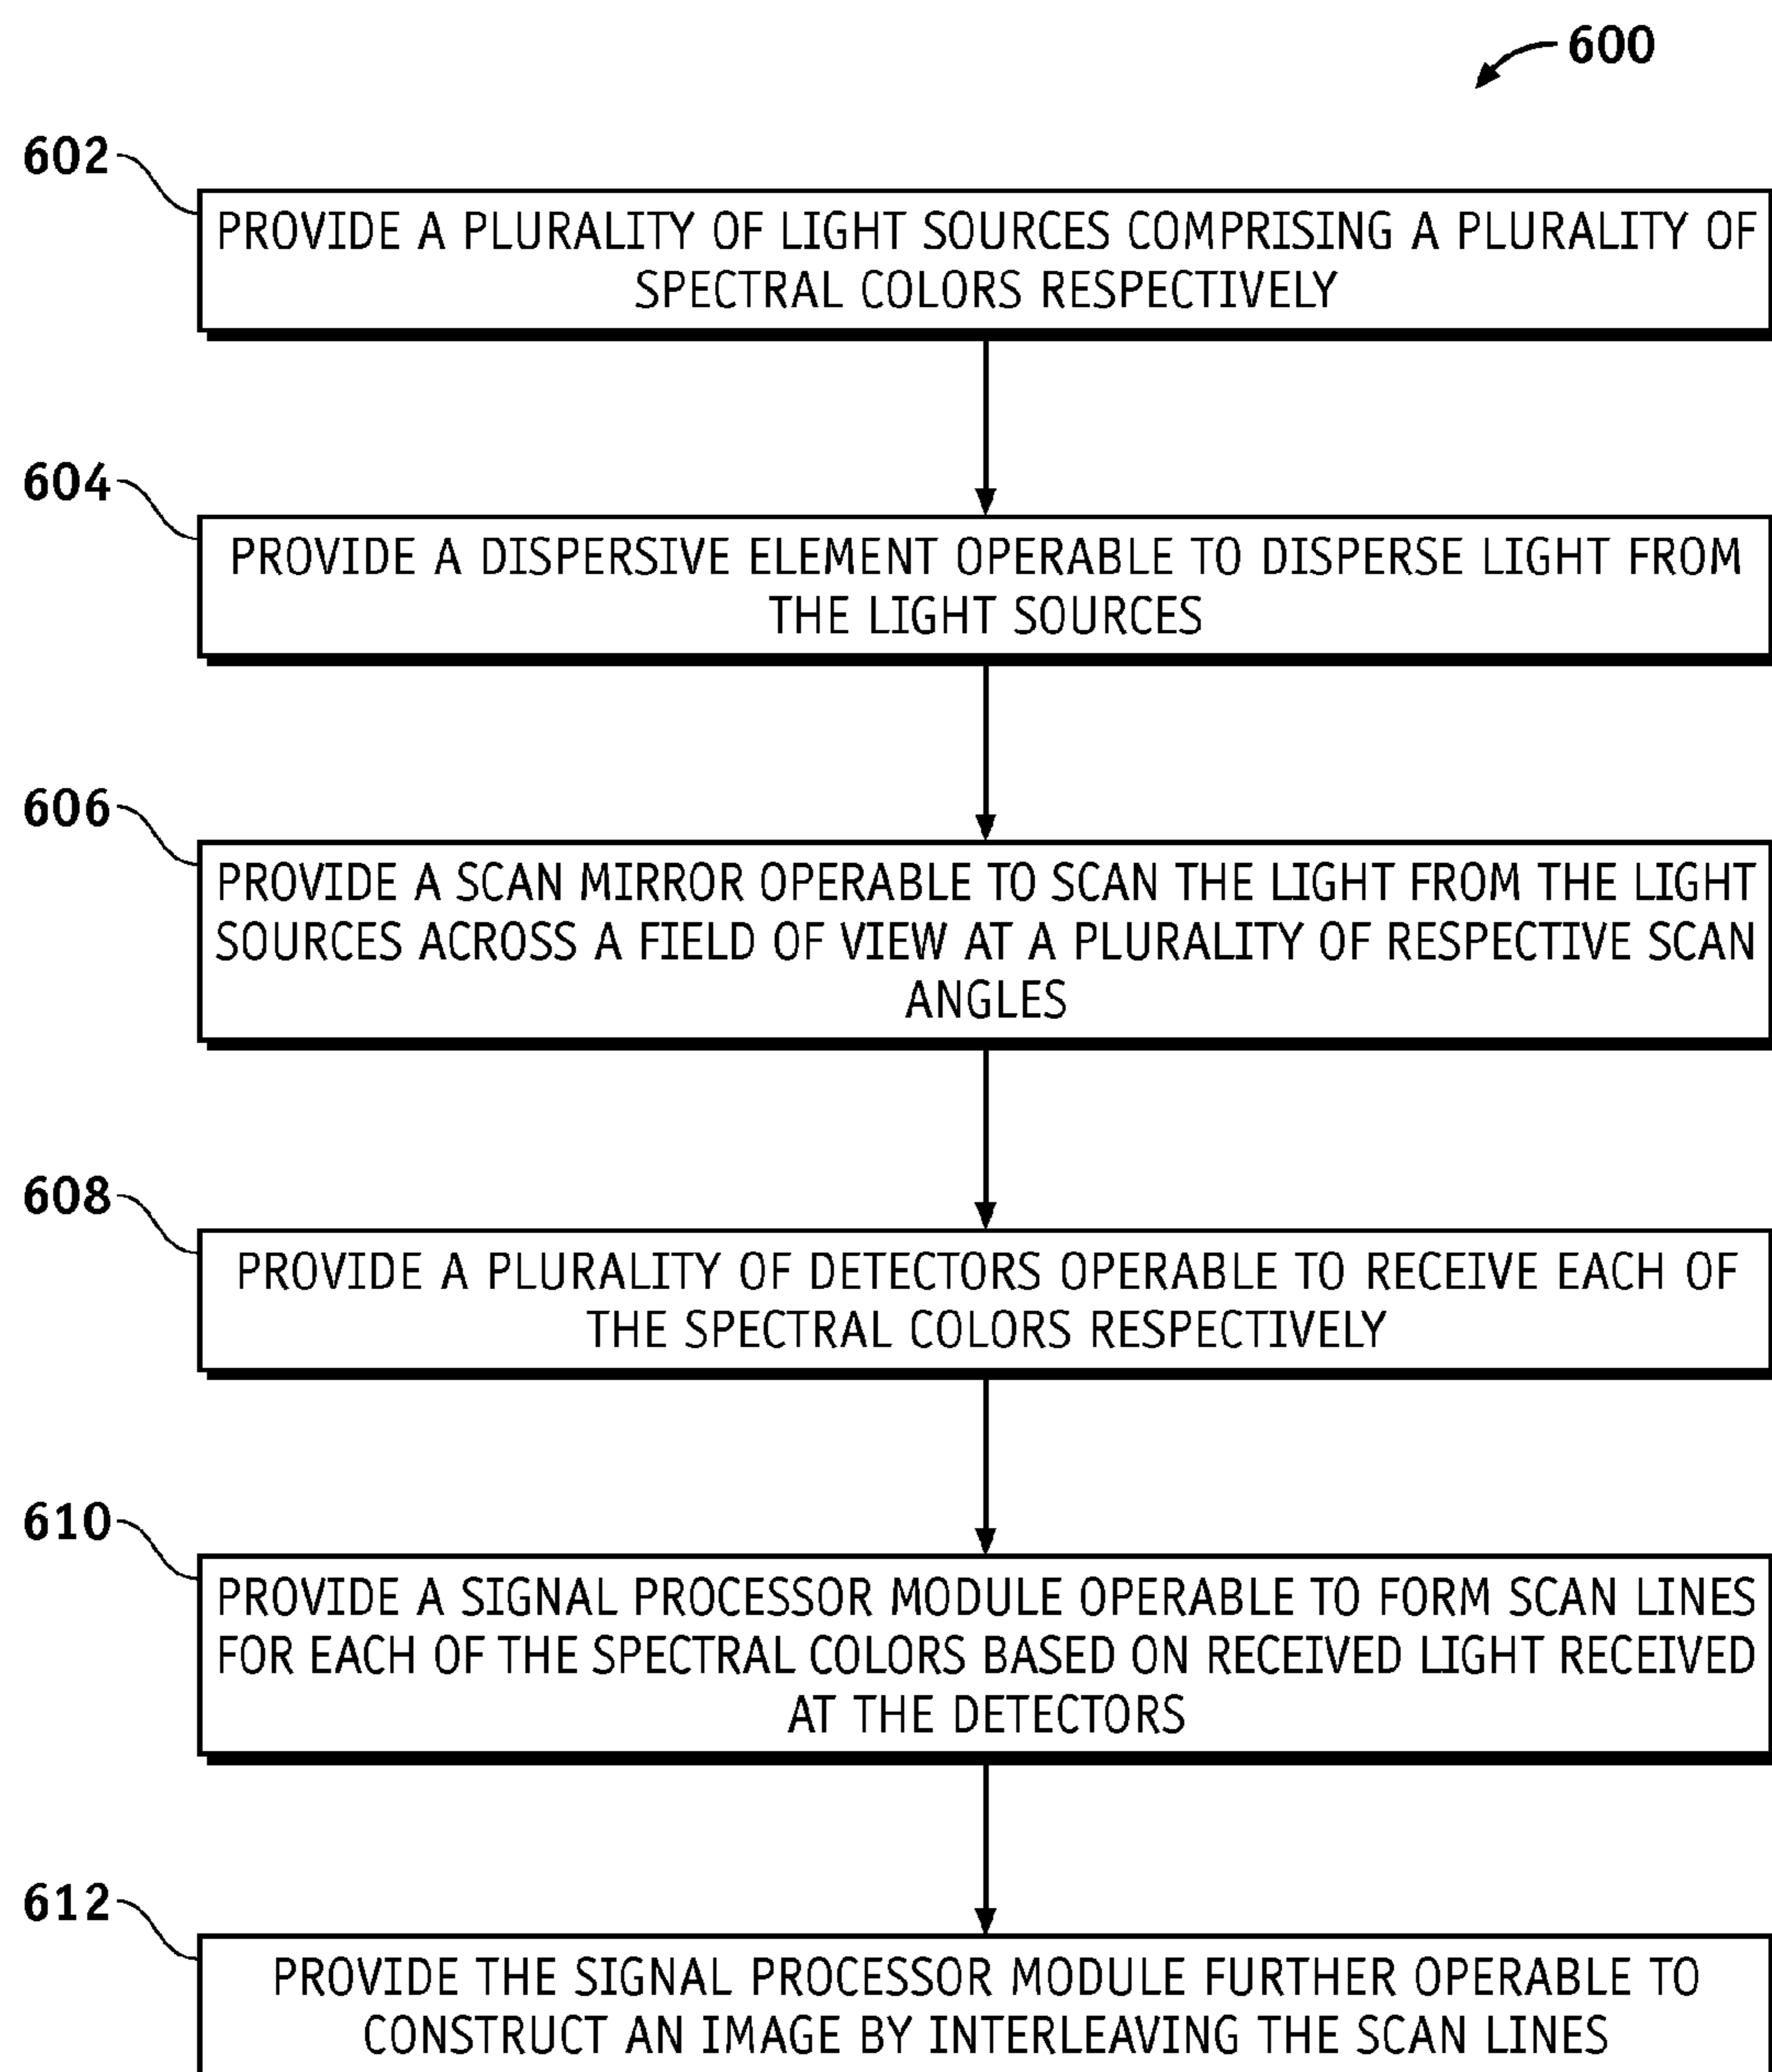 600
602
PROVIDE A PLURALITY OF LIGHT SOURCES COMPRISING A PLURALITY OF
SPECTRAL COLORS RESPECTIVELY
604
PROVIDE A DISPERSIVE ELEMENT OPERABLE TO DISPERSE LIGHT FROM
THE LIGHT SOURCES
606
PROVIDE A SCAN MIRROR OPERABLE TO SCAN THE LIGHT FROM THE LIGHT
SOURCES ACROSS A FIELD OF VIEW AT A PLURALITY OF RESPECTIVE SCAN
ANGLES
608
PROVIDE A PLURALITY OF DETECTORS OPERABLE TO RECEIVE EACH OF
THE SPECTRAL COLORS RESPECTIVELY
610
PROVIDE A SIGNAL PROCESSOR MODULE OPERABLE TO FORM SCAN LINES
FOR EACH OF THE SPECTRAL COLORS BASED ON RECEIVED LIGHT RECEIVED
AT THE DETECTORS
612
PROVIDE THE SIGNAL PROCESSOR MODULE FURTHER OPERABLE TO
CONSTRUCT AN IMAGE BY INTERLEAVING THE SCAN LINES